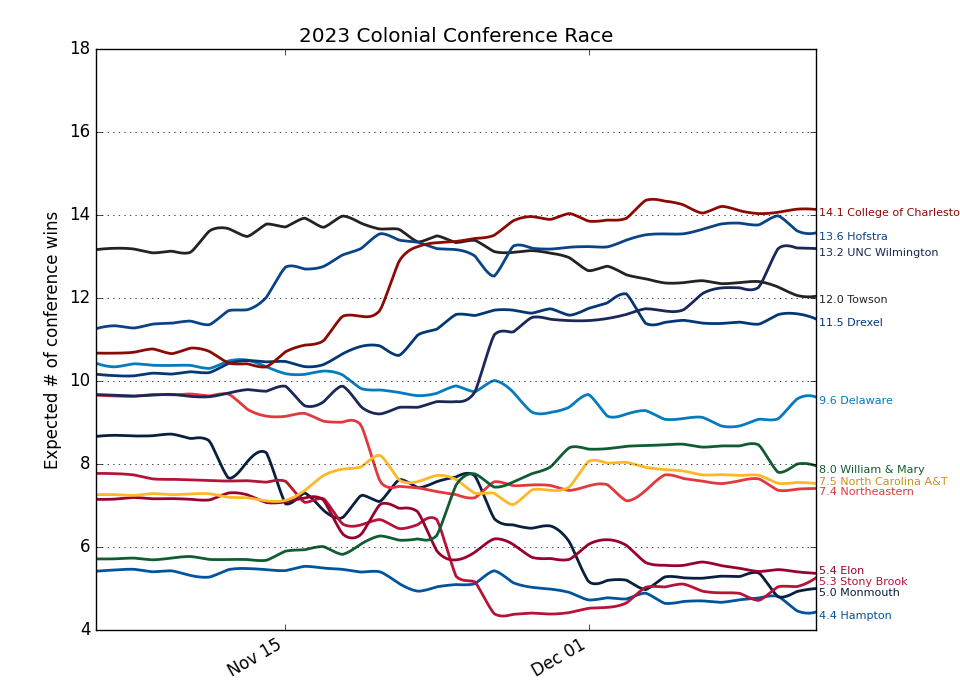 2023 Colonial Conference Race
Expected # of conference wins
18
16
14
12
10
8
6
4
Nov 15
Dec 01
14.1 College of Charlesto
13.6 Hofstra
13.2 UNC Wilmington
12.0 Towson
11.5 Drexel
9.6 Delaware
8.0 William & Mary
7.5 North Carolina A&T
7.4 Northeastern
5.4 Elon
5.3 Stony Brook
5.0 Monmouth
4.4 Hampton